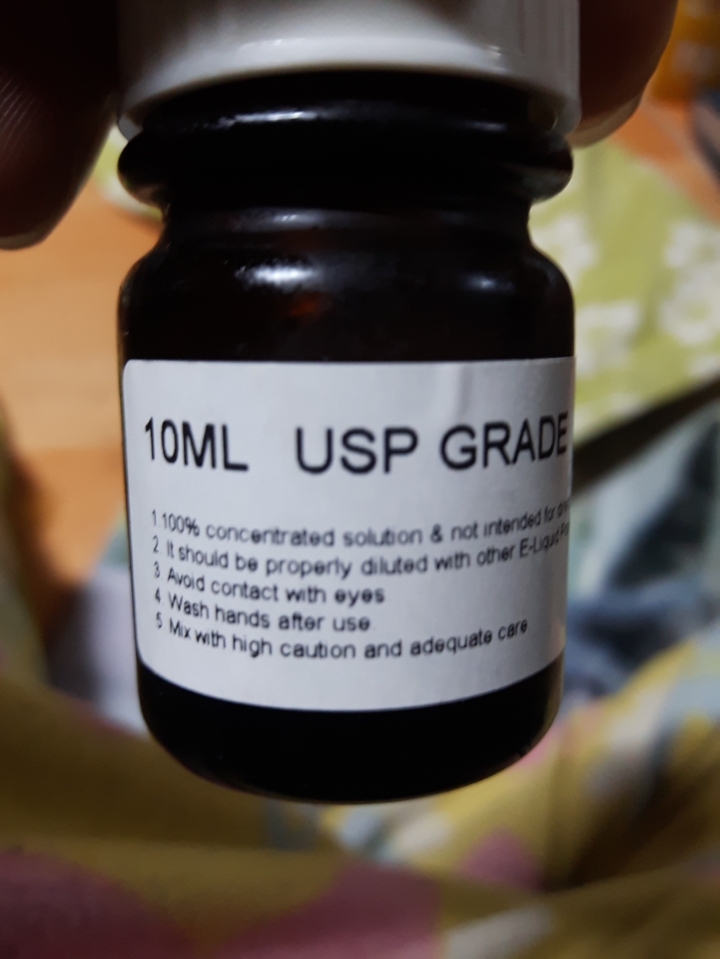 10ML USP GRADE
1 100% concentrated solution & not intended for
2 It should be properly diluted with other E-Liquid
3 Avoid contact with eyes
4 Wash hands after use
5 Mix with high caution and adequate care